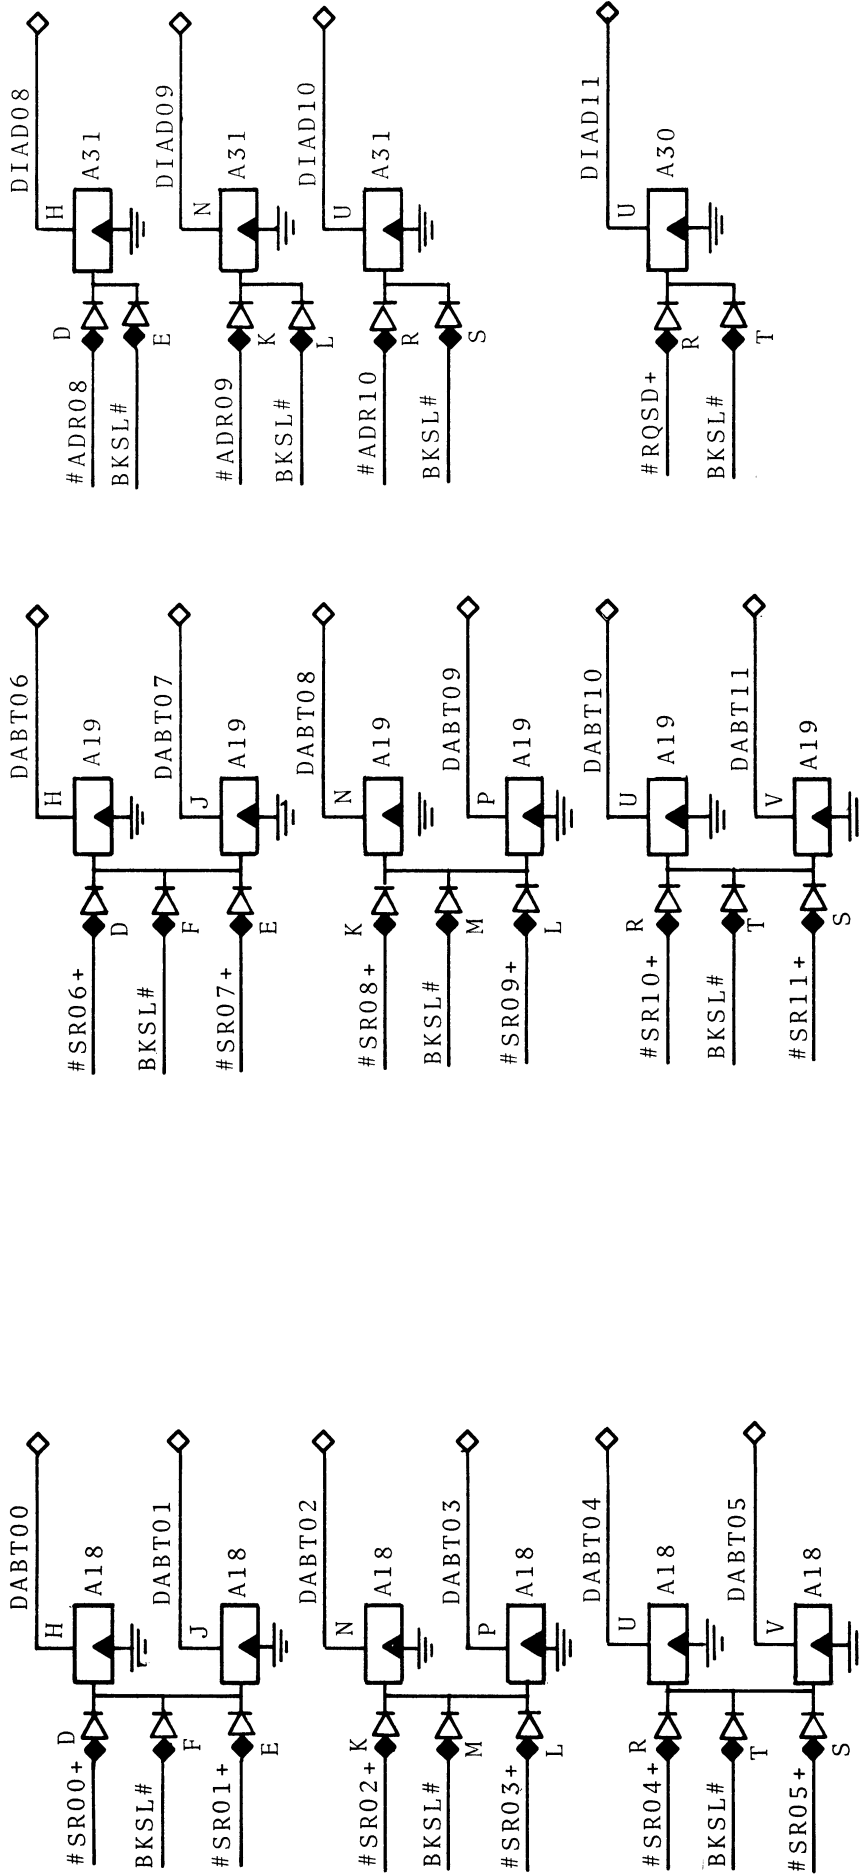 DABT00
H
A18
#SR00+
D
BKSL#
F
DABT01
J
A18
#SR01+
E
DABT02
N
A18
#SR02+
K
BKSL#
M
DABT03
P
A18
#SR03+
L
DABT04
U
A18
#SR04+
R
BKSL#
T
DABT05
V
A18
#SR05+
S
DABT06
H
A19
#SR06+
D
BKSL#
F
DABT07
J
A19
#SR07+
E
DABT08
N
A19
#SR08+
K
BKSL#
M
DABT09
P
A19
#SR09+
L
DABT10
U
A19
#SR10+
R
BKSL#
T
DABT11
V
A19
#SR11+
S
DIAD08
H
A31
#ADR08
D
BKSL#
E
DIAD09
N
A31
#ADR09
K
BKSL#
L
DIAD10
U
A31
#ADR10
R
BKSL#
S
DIAD11
U
A30
#RQSD+
R
BKSL#
T